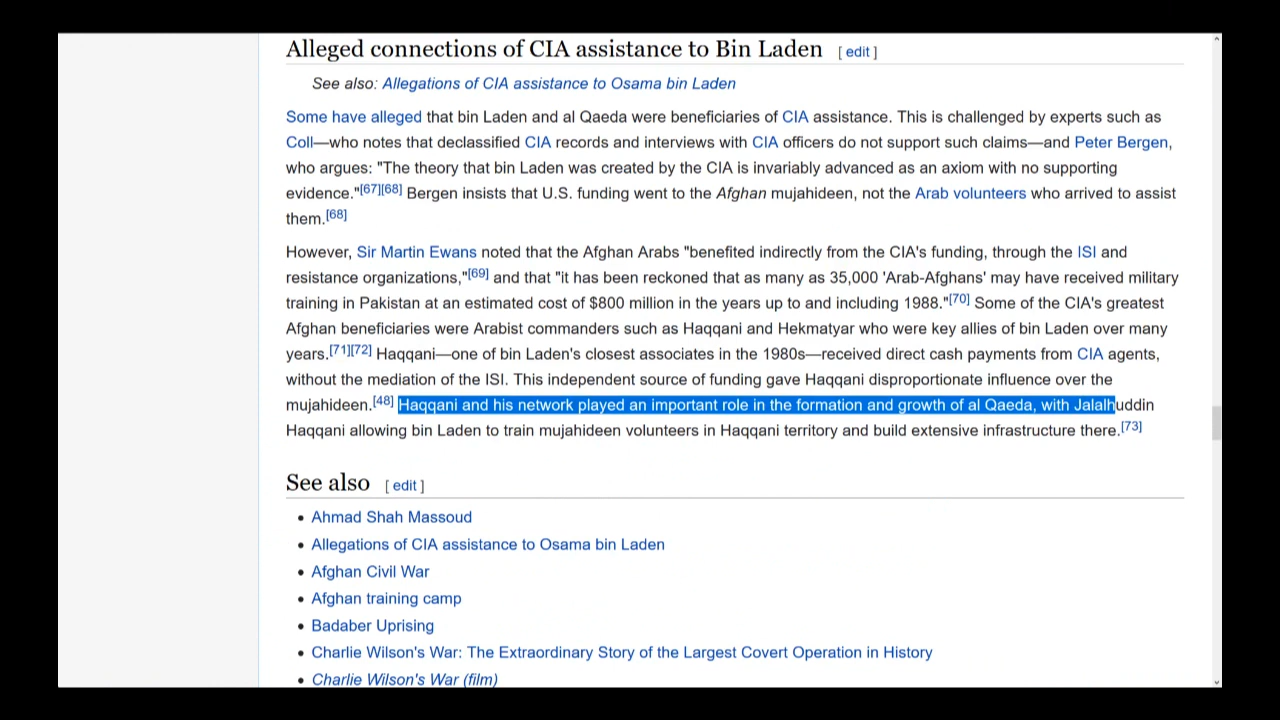 Alleged connections of CIA assistance to Bin Laden [ edit ]
See also: Allegations of CIA assistance to Osama bin Laden
Some have alleged that bin Laden and al Qaeda were beneficiaries of CIA assistance. This is challenged by experts such as
Coll—who notes that declassified CIA records and interviews with CIA officers do not support such claims—and Peter Bergen,
who argues: "The theory that bin Laden was created by the CIA is invariably advanced as an axiom with no supporting
evidence."[67][68] Bergen insists that U.S. funding went to the Afghan mujahideen, not the Arab volunteers who arrived to assist
them.[68]
However, Sir Martin Ewans noted that the Afghan Arabs "benefited indirectly from the CIA's funding, through the ISI and
resistance organizations,"[69] and that "it has been reckoned that as many as 35,000 'Arab-Afghans' may have received military
training in Pakistan at an estimated cost of $800 million in the years up to and including 1988."[70] Some of the CIA's greatest
Afghan beneficiaries were Arabist commanders such as Haqqani and Hekmatyar who were key allies of bin Laden over many
years.[71][72] Haqqani—one of bin Laden's closest associates in the 1980s—received direct cash payments from CIA agents,
without the mediation of the ISI. This independent source of funding gave Haqqani disproportionate influence over the
mujahideen.[48] Haqqani and his network played an important role in the formation and growth of al Qaeda, with Jalalhuddin
Haqqani allowing bin Laden to train mujahideen volunteers in Haqqani territory and build extensive infrastructure there.[73]
See also [ edit ]
• Ahmad Shah Massoud
• Allegations of CIA assistance to Osama bin Laden
• Afghan Civil War
• Afghan training camp
• Badaber Uprising
• Charlie Wilson's War: The Extraordinary Story of the Largest Covert Operation in History
• Charlie Wilson's War (film)